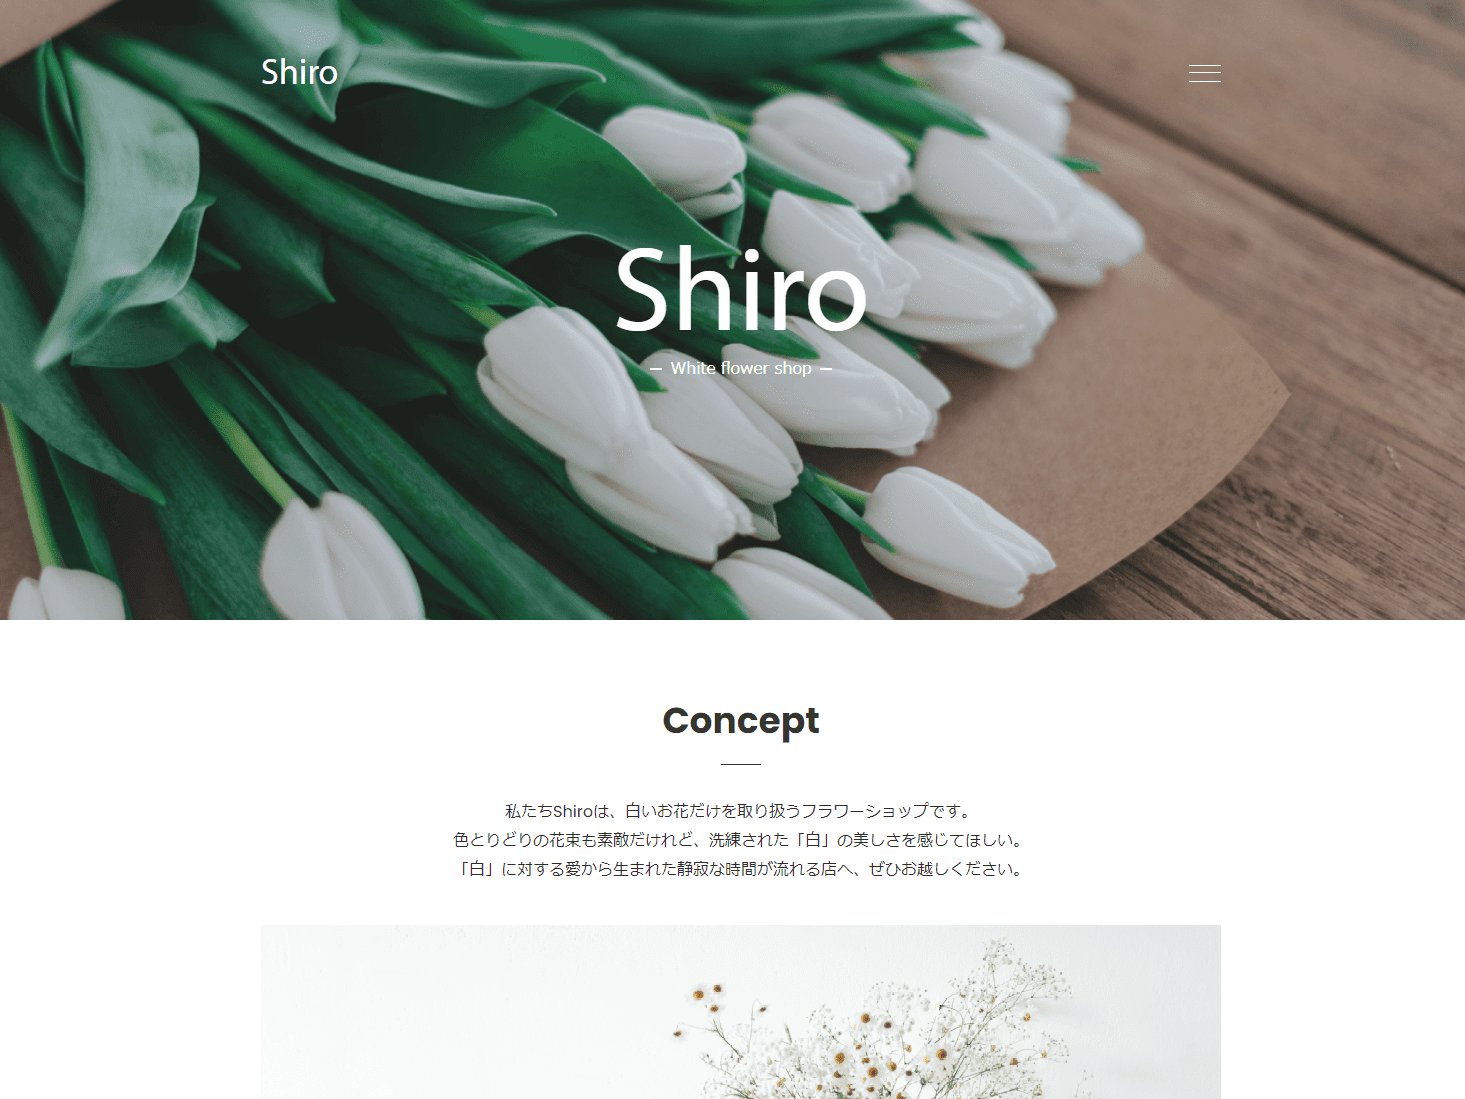 Shiro
Shiro
— White flower shop —
Concept
私たちShiroは、白いお花だけを取り扱うフラワーショップです。
色とりどりの花束も素敵だけれど、洗練された「白」の美しさを感じてほしい。
「白」に対する愛から生まれた静寂な時間が流れる店へ、ぜひお越しください。